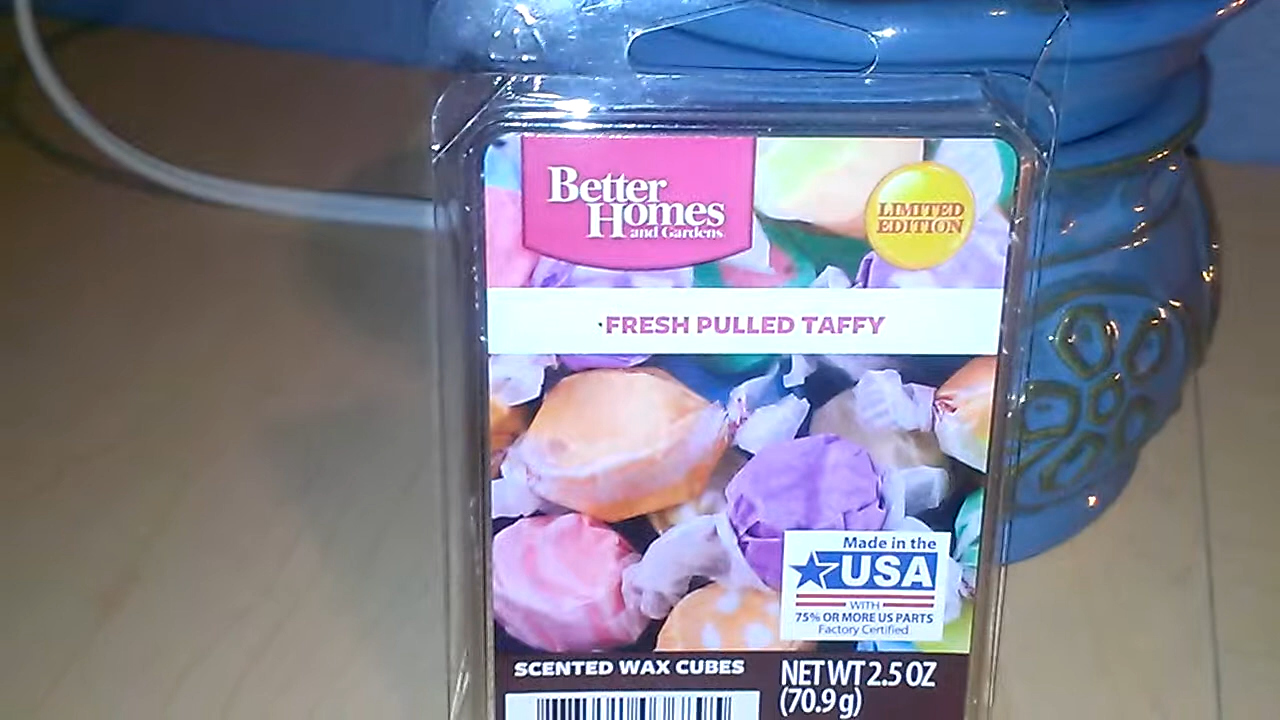 Better
Homes
and Gardens
LIMITED
EDITION
FRESH PULLED TAFFY
Made in the
USA
WITH
75% OR MORE US PARTS
Factory Certified
SCENTED WAX CUBES
NET WT 2.5 OZ
(70.9 g)